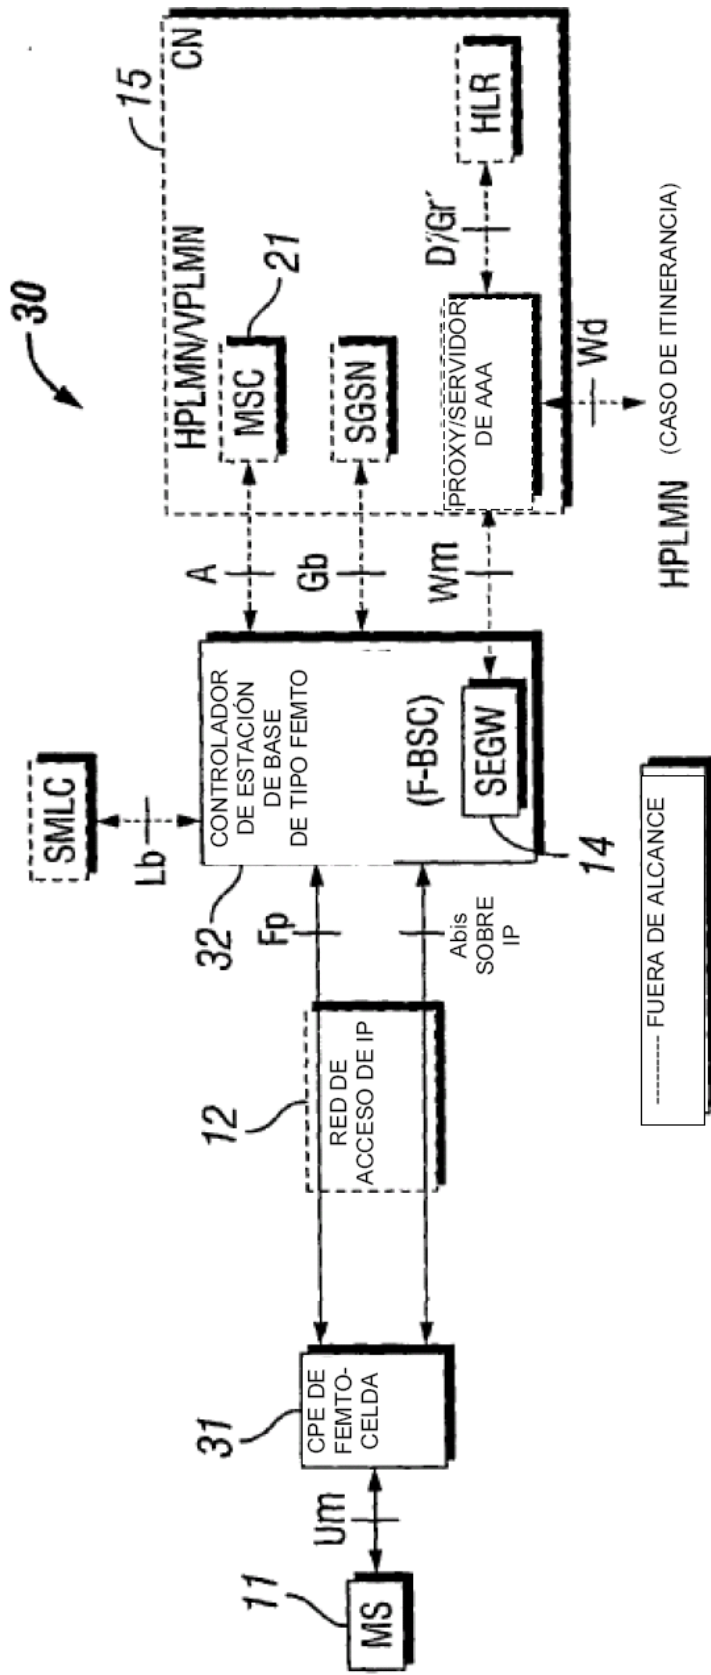 30
15
CN
HPLMN/VPLMN
21
MSC
SGSN
HLR
D'/Gr'
PROXY/SERVIDOR
DE AAA
Wd
HPLMN (CASO DE ITINERANCIA)
A
Gb
Wm
SMLC
Lb
CONTROLADOR
DE ESTACIÓN
DE BASE
DE TIPO FEMTO
(F-BSC)
SEGW
14
32
Fp
Abis
SOBRE
IP
12
RED DE
ACCESO DE IP
31
CPE DE
FEMTO-
CELDA
Um
11
MS
-------- FUERA DE ALCANCE